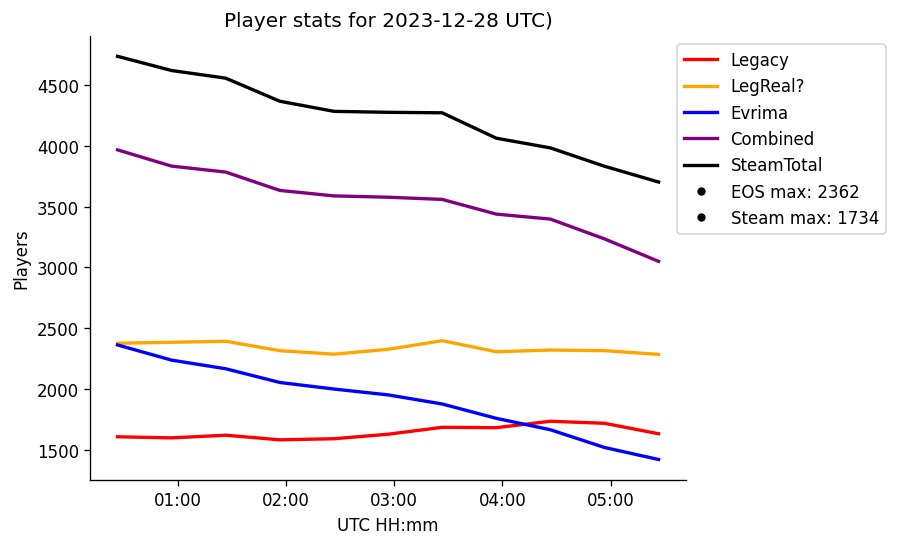 Player stats for 2023-12-28 UTC)
Legacy
LegReal?
Evrima
Combined
SteamTotal
EOS max: 2362
Steam max: 1734
Players
4500
4000
3500
3000
2500
2000
1500
01:00 02:00 03:00 04:00 05:00
UTC HH:mm